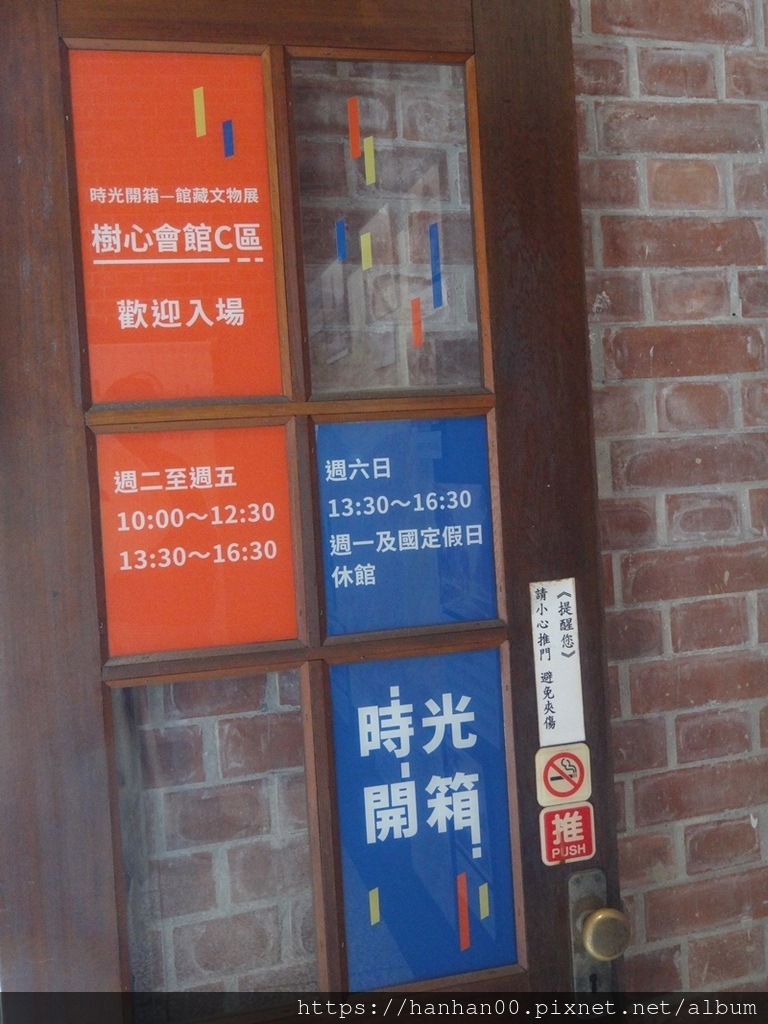 時光開箱—館藏文物展
樹心會館C區
歡迎入場
週二至週五
10:00～12:30
13:30～16:30
週六日
13:30～16:30
週一及國定假日
休館
時光
開箱
《提醒您》
請小心推門 避免夾傷
推
PUSH
https://hanhan00.pixnet.net/album